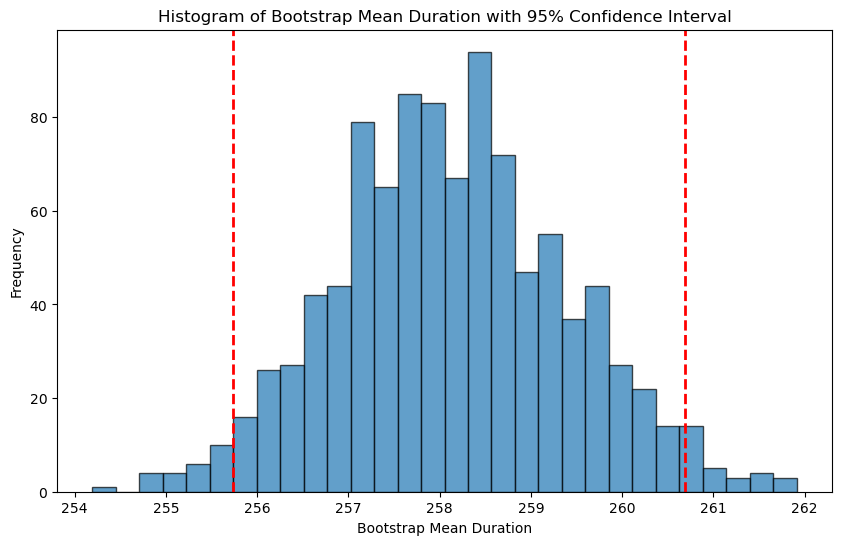 Histogram of Bootstrap Mean Duration with 95% Confidence Interval
80
60
40
20
0
Frequency
254 255 256 257 258 259 260 261 262
Bootstrap Mean Duration